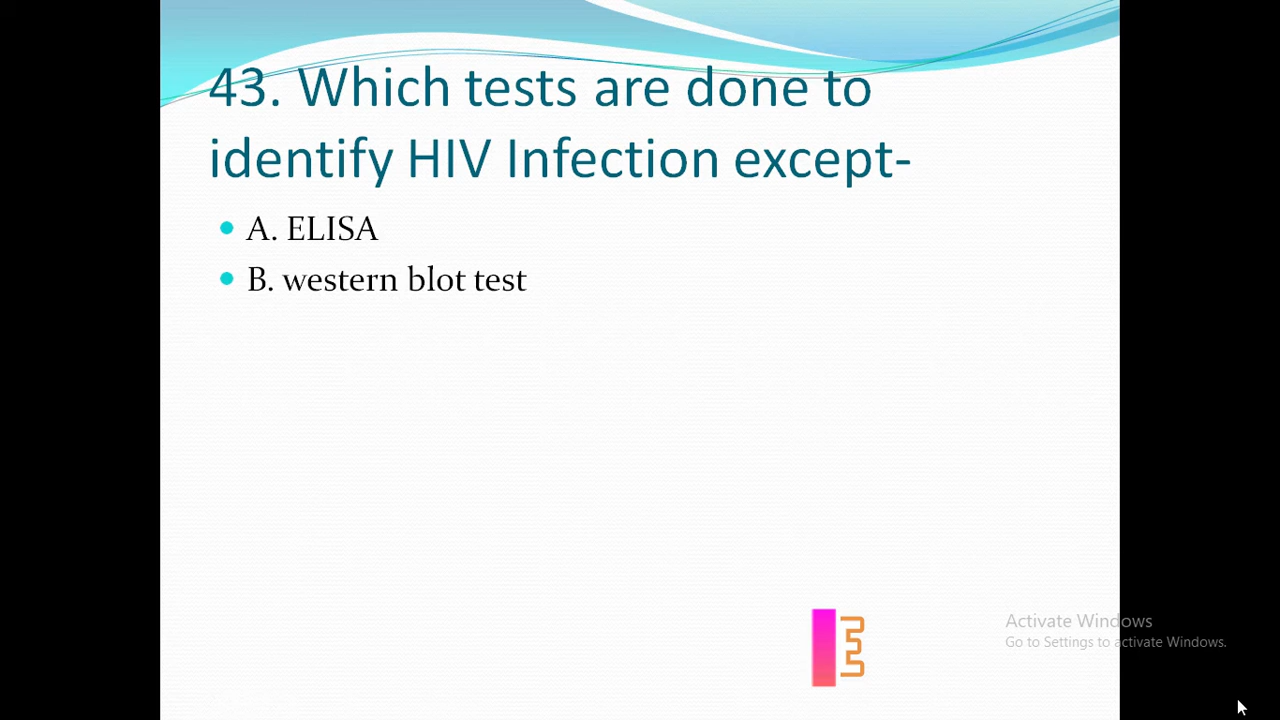 43. Which tests are done to
identify HIV Infection except-
A. ELISA
B. western blot test
Activate Windows
Go to Settings to activate Windows.